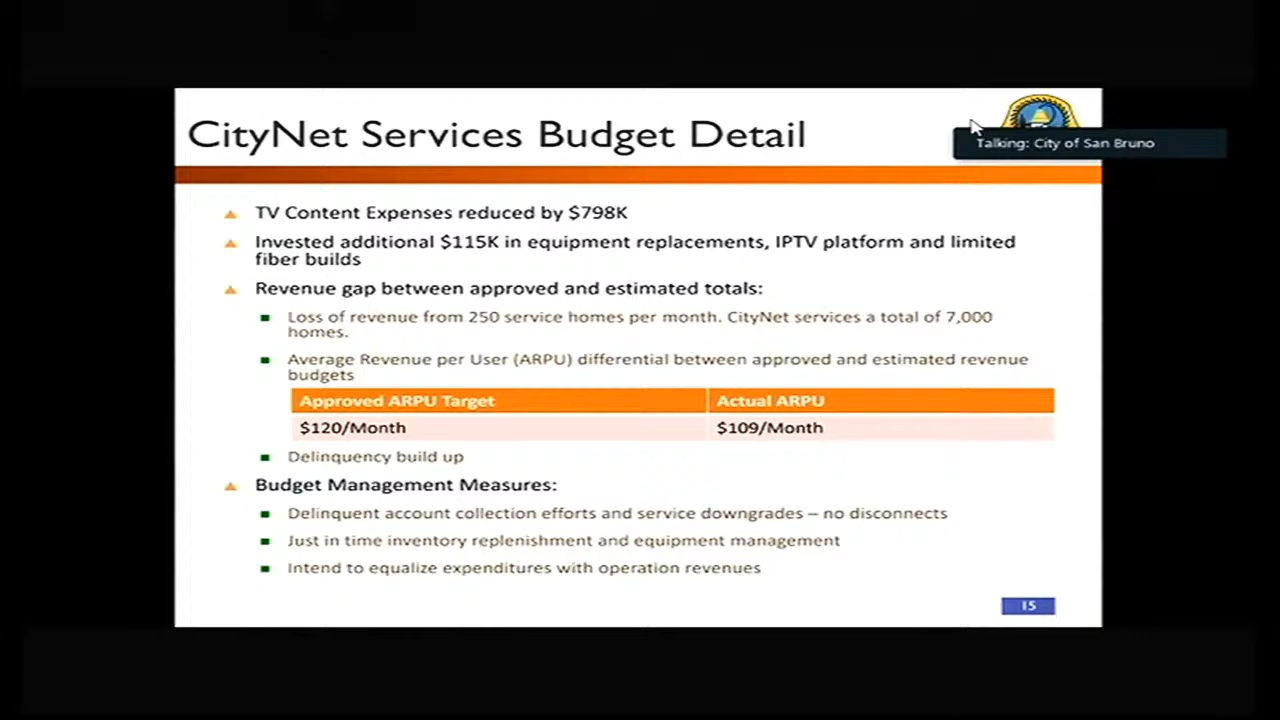 CityNet Services Budget Detail
Talking: City of San Bruno
TV Content Expenses reduced by $798K
Invested additional $115K in equipment replacements, IPTV platform and limited
fiber builds
Revenue gap between approved and estimated totals:
Loss of revenue from 250 service homes per month. CityNet services a total of 7,000
homes.
Average Revenue per User (ARPU) differential between approved and estimated revenue
budgets
Approved ARPU Target Actual ARPU
$120/Month $109/Month
Delinquency build up
Budget Management Measures:
Delinquent account collection efforts and service downgrades – no disconnects
Just in time inventory replenishment and equipment management
Intend to equalize expenditures with operation revenues
15